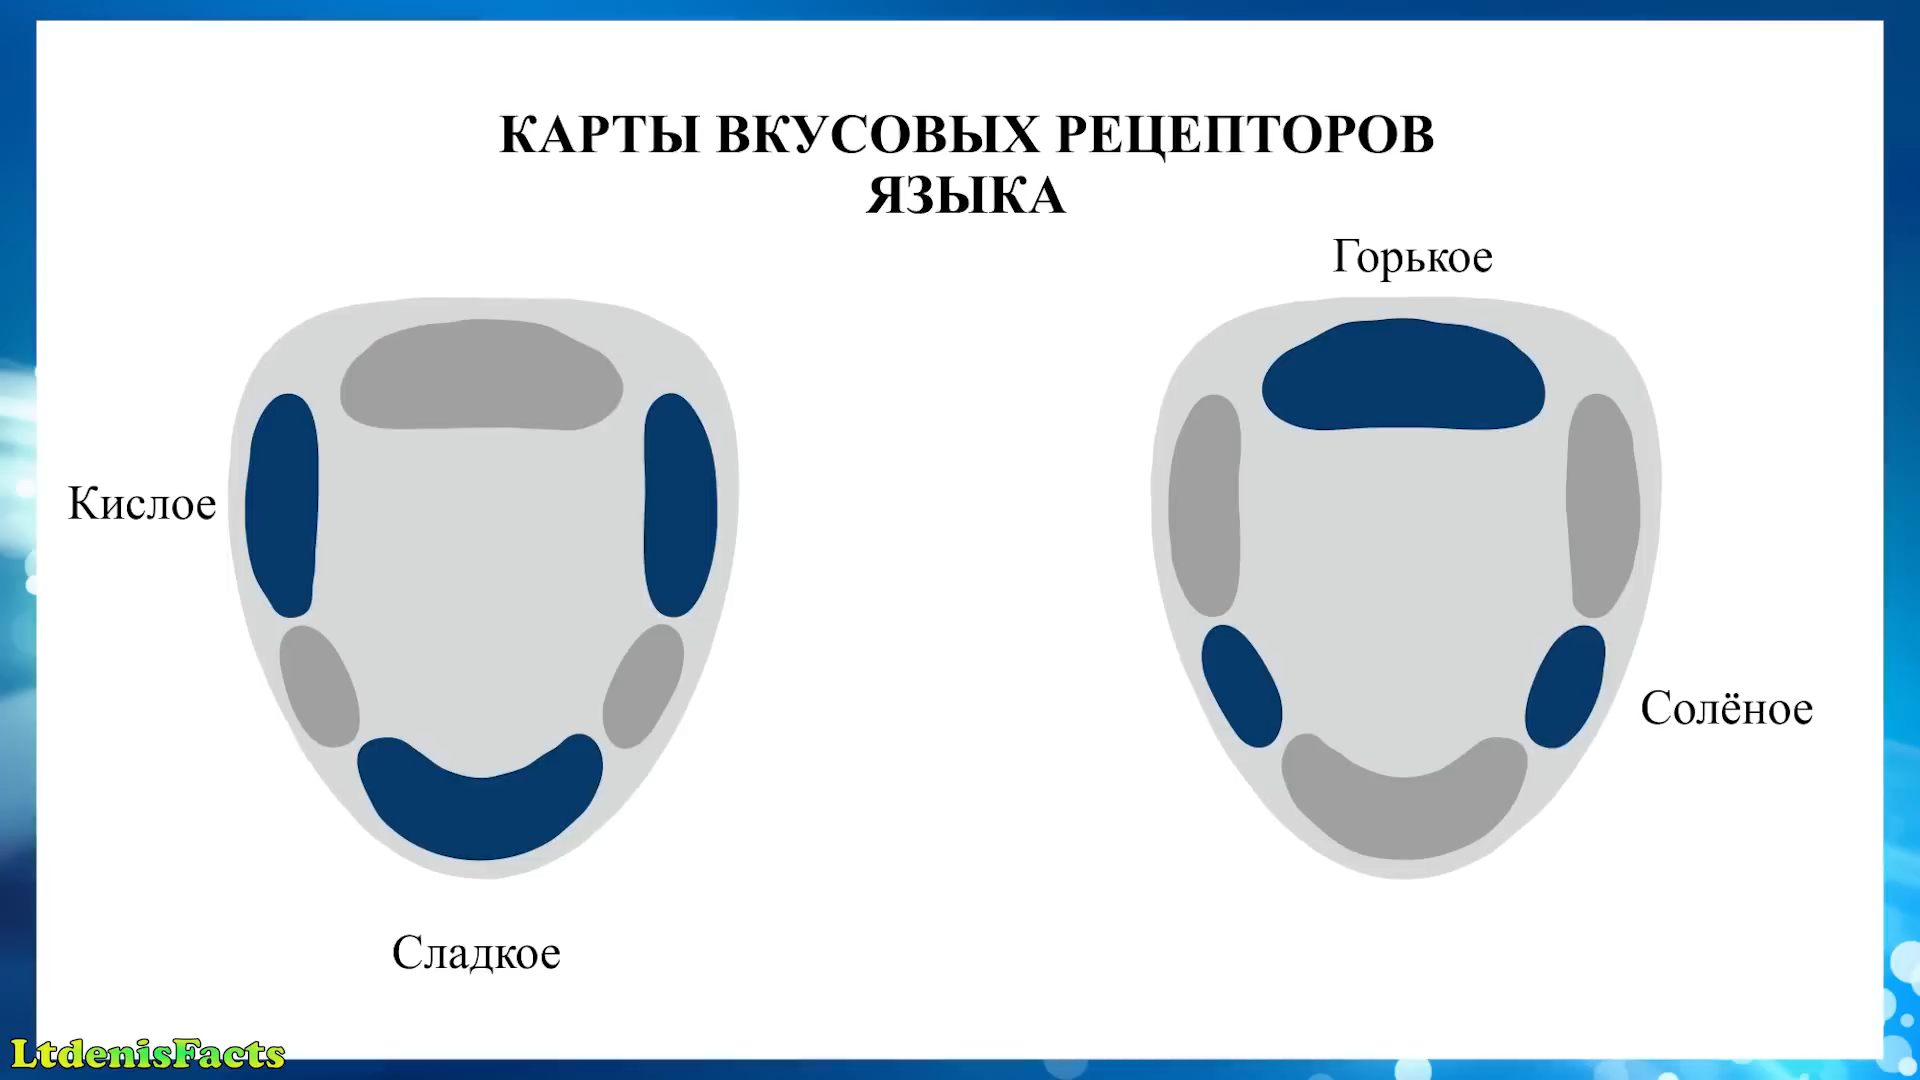 КАРТЫ ВКУСОВЫХ РЕЦЕПТОРОВ
ЯЗЫКА
Горькое
Кислое
Солёное
Сладкое
LtdenisFacts